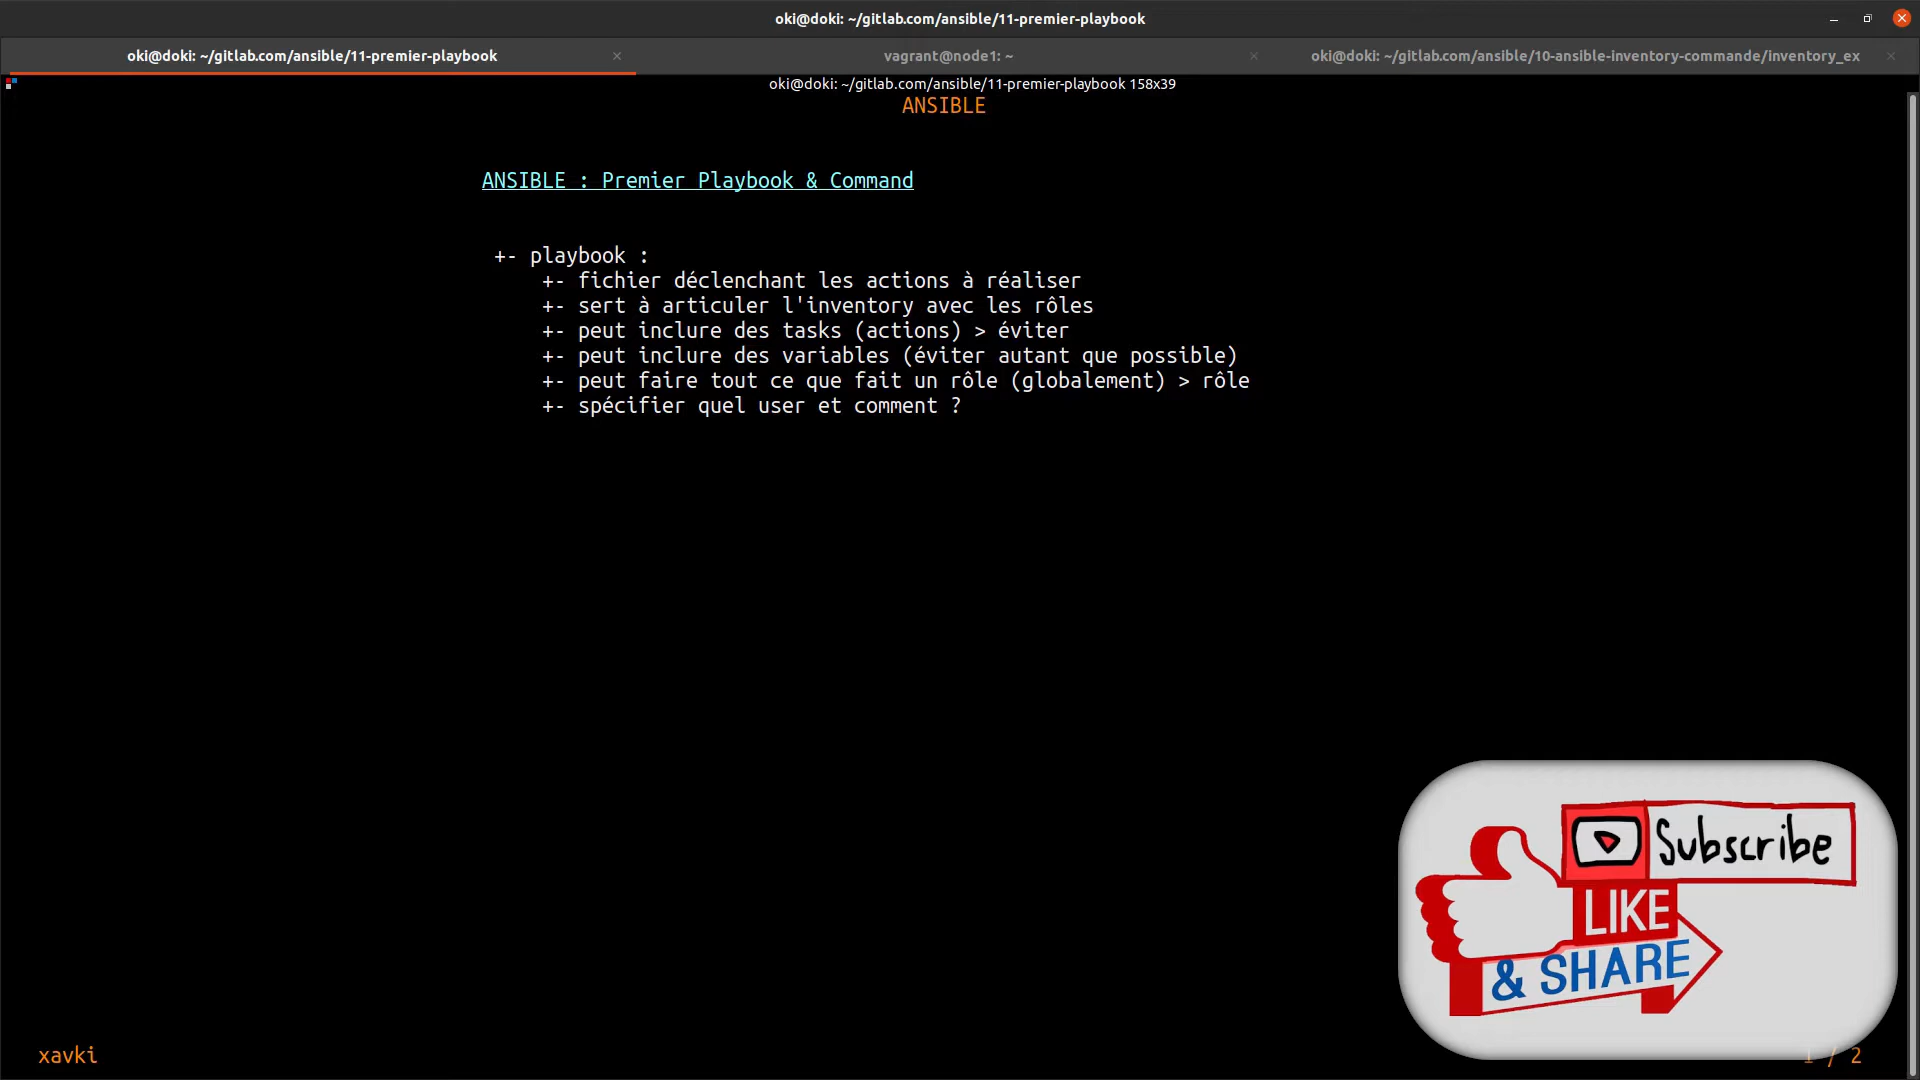 oki@doki: ~/gitlab.com/ansible/11-premier-playbook
oki@doki: ~/gitlab.com/ansible/11-premier-playbook
vagrant@node1: ~
oki@doki: ~/gitlab.com/ansible/10-ansible-inventory-commande/inventory_ex
oki@doki: ~/gitlab.com/ansible/11-premier-playbook 158x39
ANSIBLE
ANSIBLE : Premier Playbook & Command
+- playbook :
+- fichier déclenchant les actions à réaliser
+- sert à articuler l'inventory avec les rôles
+- peut inclure des tasks (actions) > éviter
+- peut inclure des variables (éviter autant que possible)
+- peut faire tout ce que fait un rôle (globalement) > rôle
+- spécifier quel user et comment ?
Subscribe
LIKE
& SHARE
xavki
1 / 2